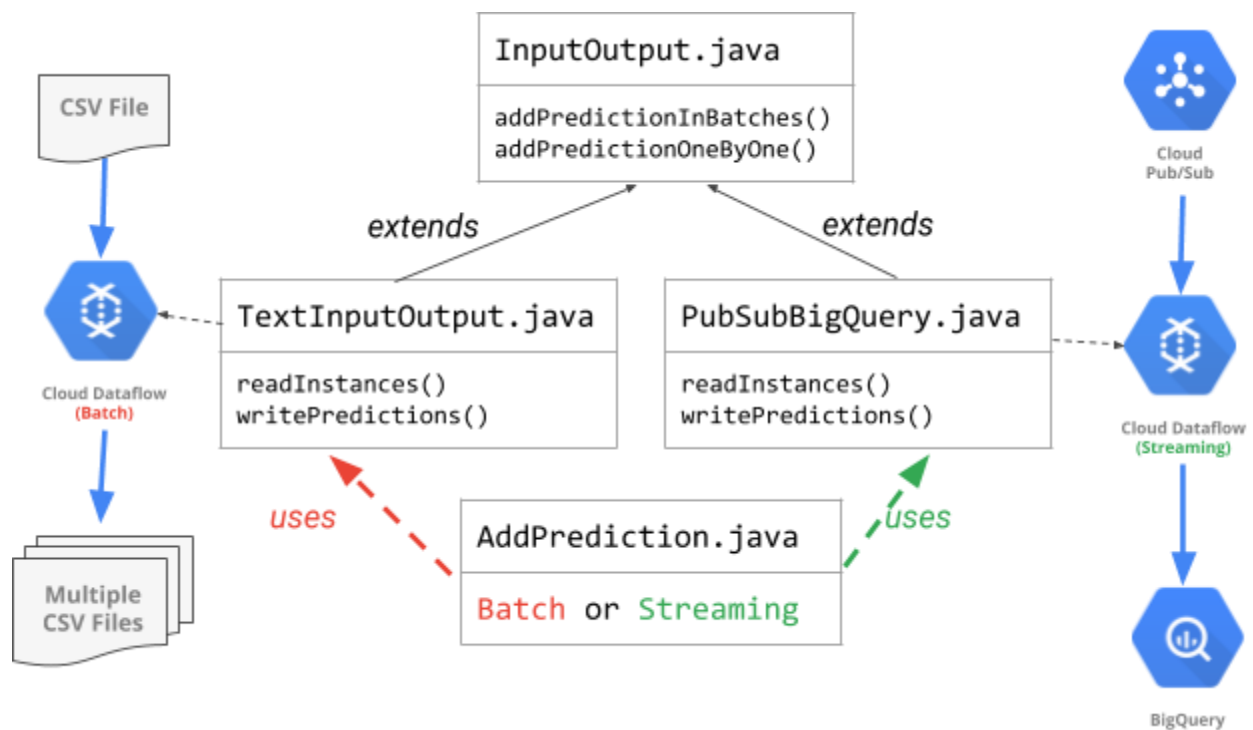 InputOutput.java
addPredictionInBatches()
addPredictionOneByOne()
CSV File
Cloud
Pub/Sub
extends
extends
TextInputOutput.java
readInstances()
writePredictions()
PubSubBigQuery.java
readInstances()
writePredictions()
Cloud Dataflow
(Batch)
Cloud Dataflow
(Streaming)
uses
uses
AddPrediction.java
Batch or Streaming
Multiple
CSV Files
BigQuery